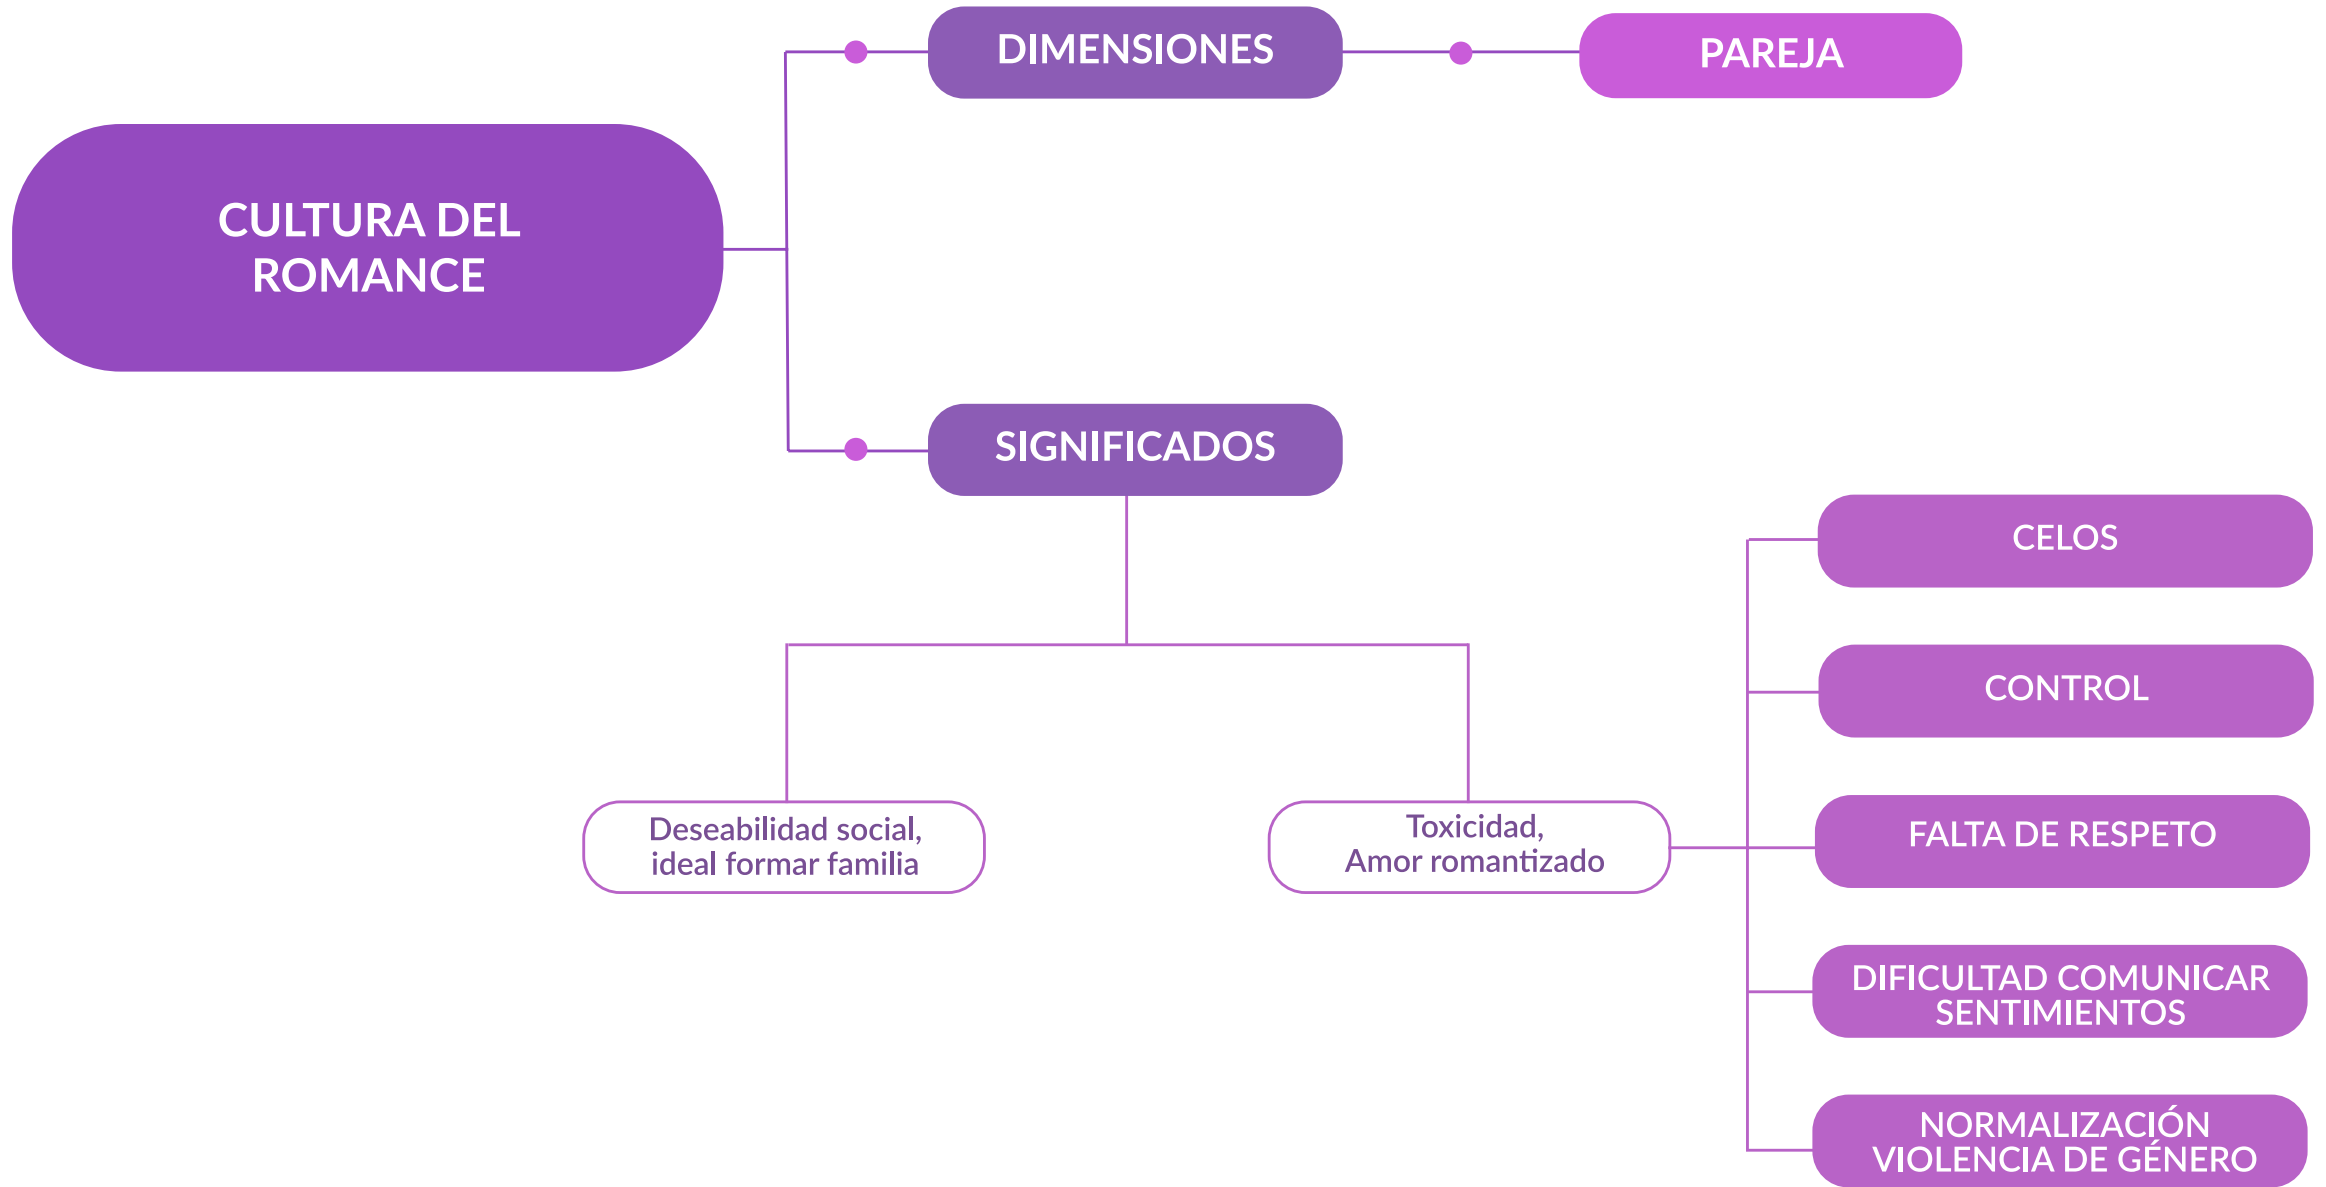 DIMENSIONES
PAREJA
CULTURA DEL
ROMANCE
SIGNIFICADOS
CELOS
CONTROL
Deseabilidad social,
ideal formar familia
Toxicidad,
Amor romantizado
FALTA DE RESPETO
DIFICULTAD COMUNICAR
SENTIMIENTOS
NORMALIZACIÓN
VIOLENCIA DE GÉNERO